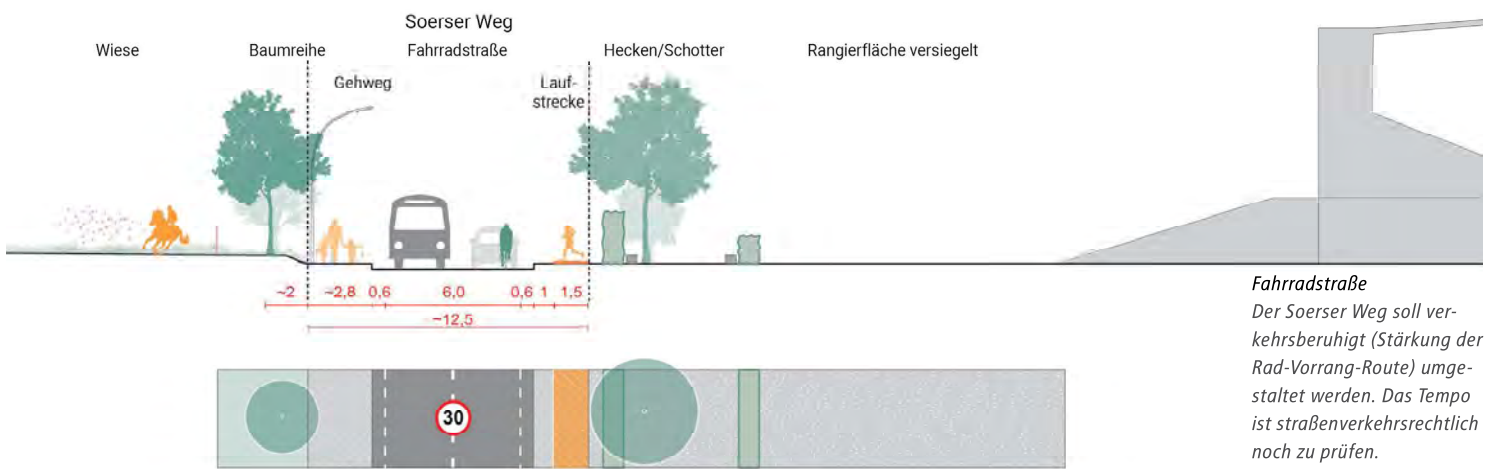 Soerser Weg
Wiese
Baumreihe
Fahrradstraße
Hecken/Schotter
Rangierfläche versiegelt
Gehweg
Lauf-
strecke
~2
~2,8
0,6
6,0
0,6
1
1,5
~12,5
30
Fahrradstraße
Der Soerser Weg soll ver-
kehrsberuhigt (Stärkung der
Rad-Vorrang-Route) umge-
staltet werden. Das Tempo
ist straßenverkehrsrechtlich
noch zu prüfen.